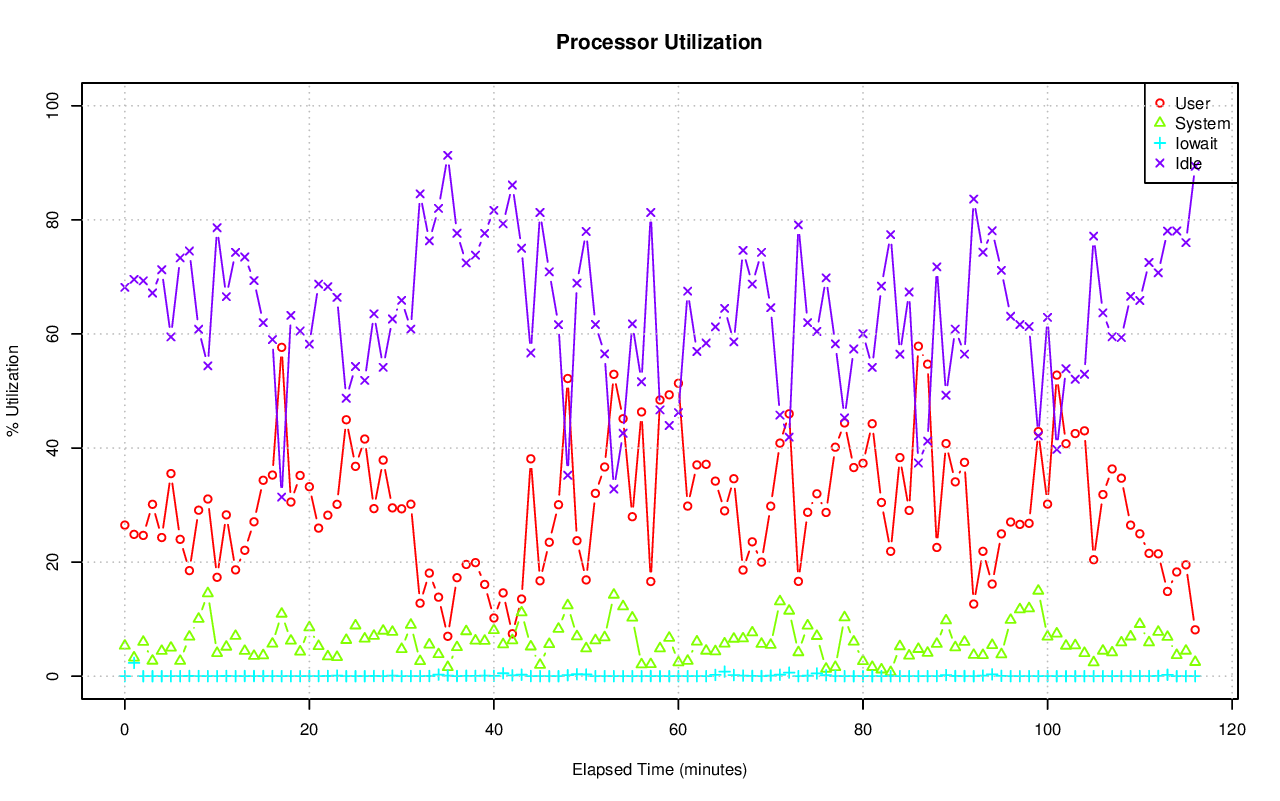 Processor Utilization
% Utilization
100
80
60
40
20
0
User
System
Iowait
Idle
0 20 40 60 80 100 120
Elapsed Time (minutes)